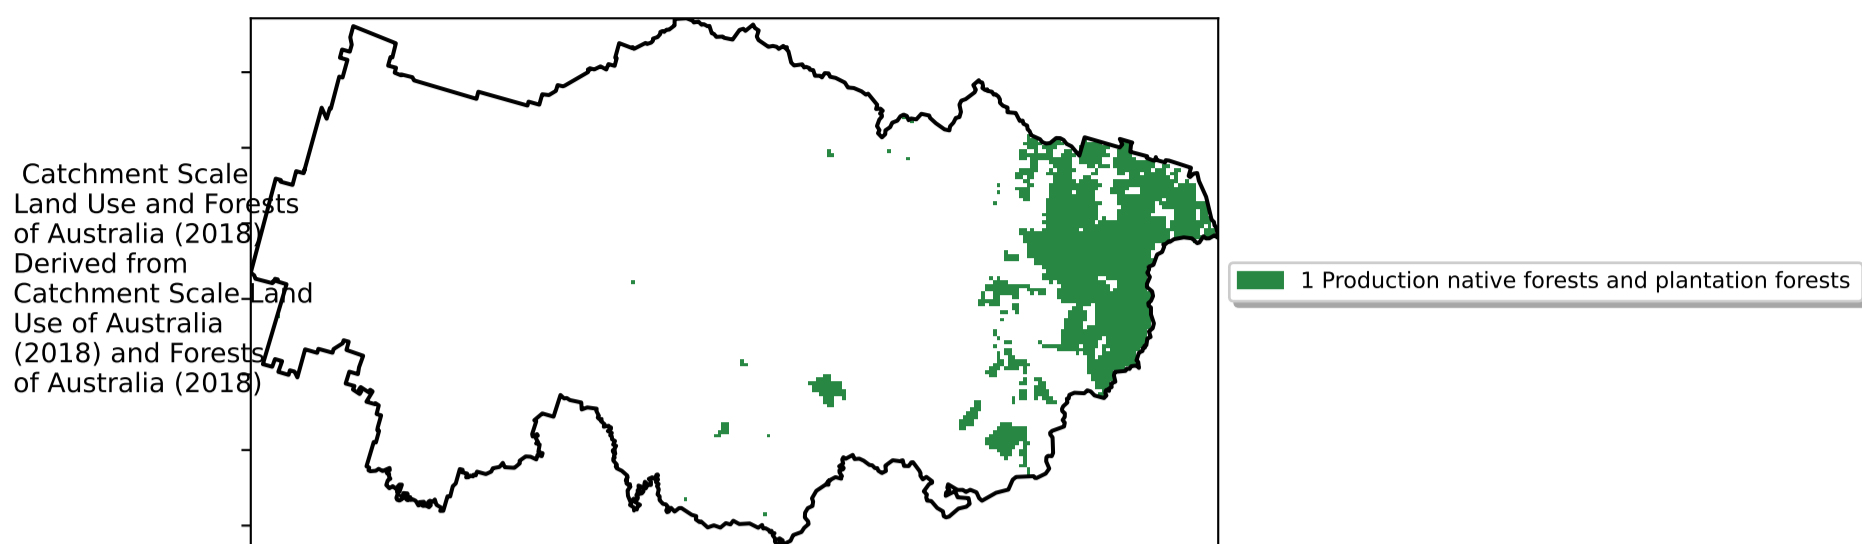 Catchment Scale
Land Use and Forests
of Australia (2018)
Derived from
Catchment Scale Land
Use of Australia
(2018) and Forests
of Australia (2018)
1 Production native forests and plantation forests